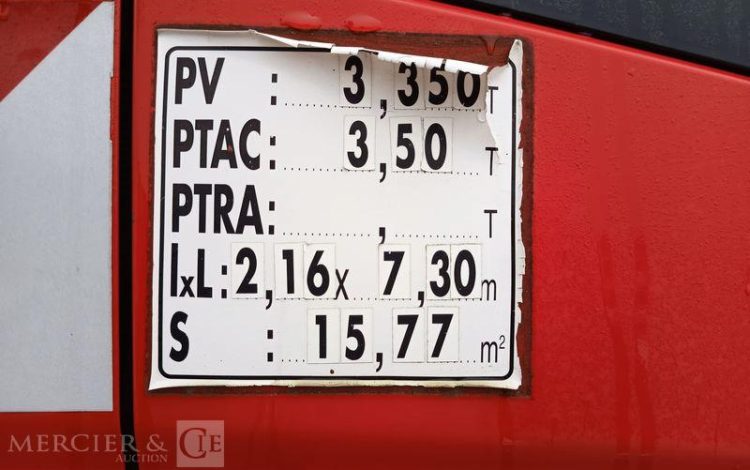 PV : 3,350 T
PTAC: 3,50 T
PTRA: , T
lxL: 2,16 x 7,30 m
S : 15,77 m²
MERCIER & CIE
AUCTION